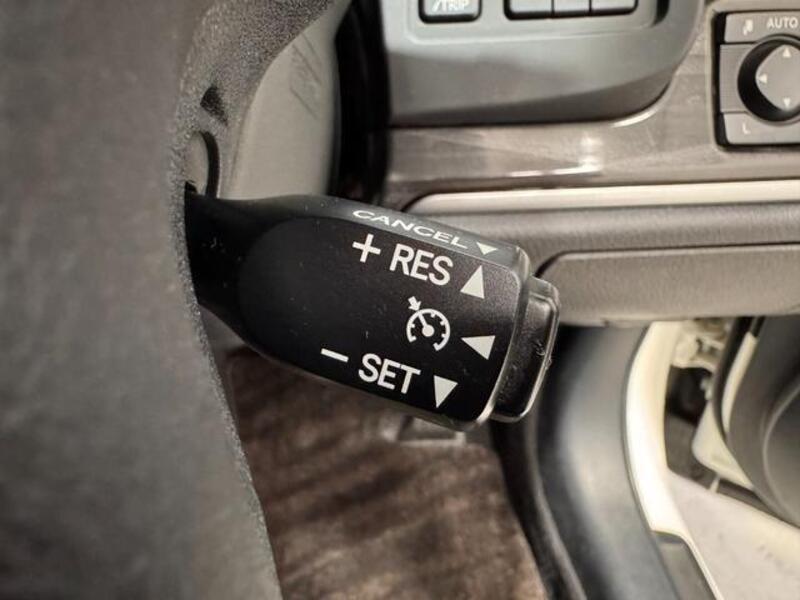 /TRIP
AUTO
L
CANCEL
+ RES
− SET